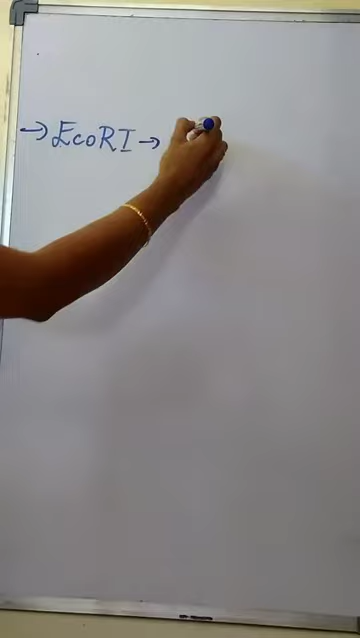 → EcoRI →